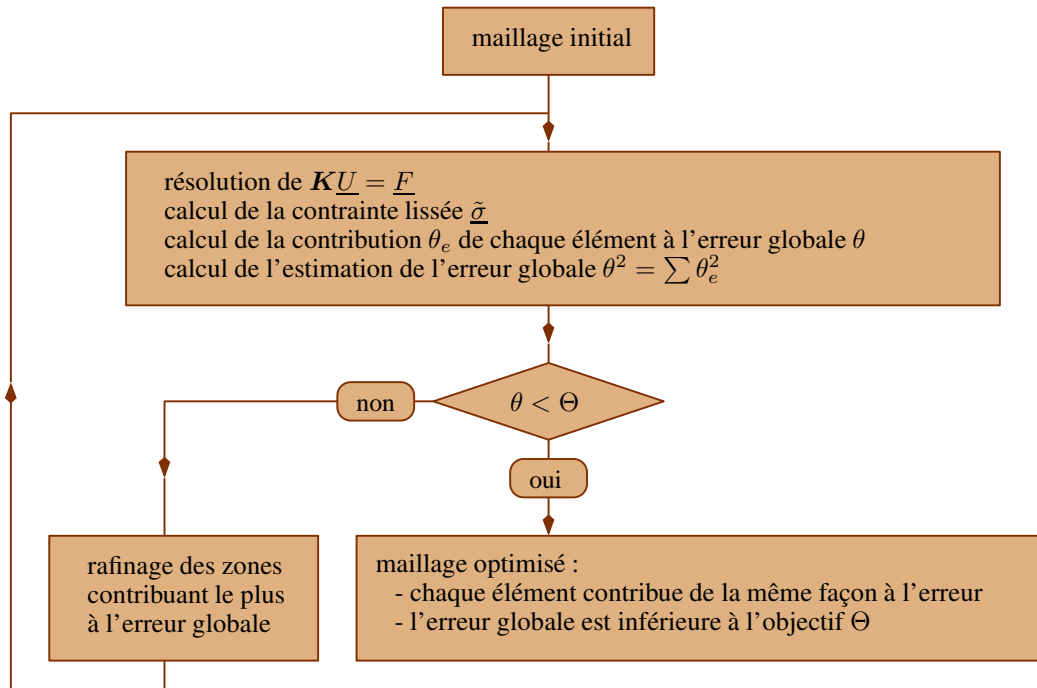 maillage initial
résolution de KU = F
calcul de la contrainte lissée σ̃
calcul de la contribution θₑ de chaque élément à l'erreur globale θ
calcul de l'estimation de l'erreur globale θ² = ∑ θₑ²
θ < Θ
non
oui
rafinage des zones
contribuant le plus
à l'erreur globale
maillage optimisé :
- chaque élément contribue de la même façon à l'erreur
- l'erreur globale est inférieure à l'objectif Θ